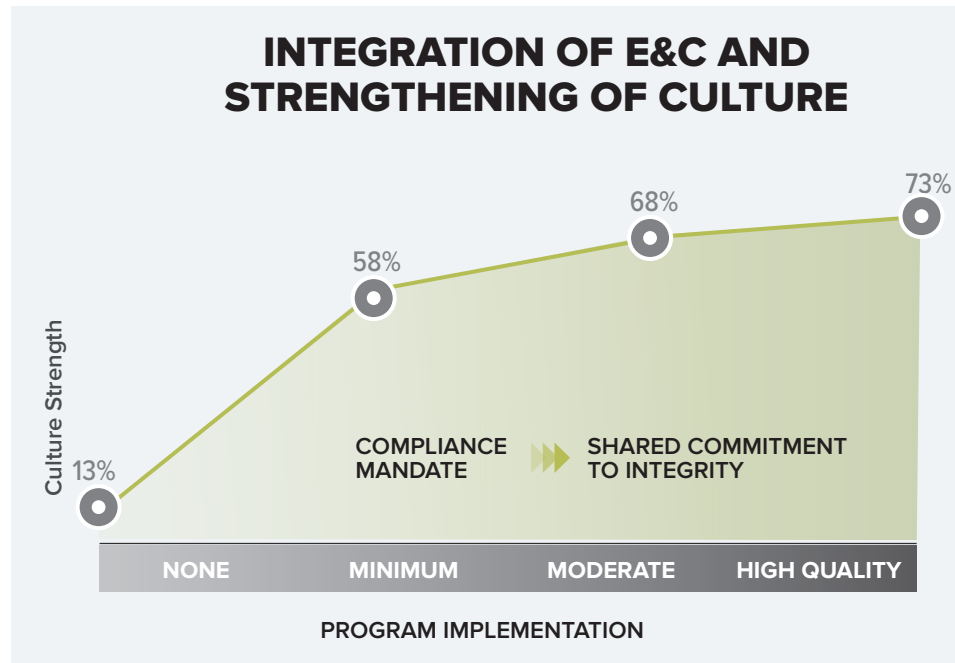 INTEGRATION OF E&C AND
STRENGTHENING OF CULTURE
73%
68%
58%
Culture Strength
13%
COMPLIANCE
MANDATE
SHARED COMMITMENT
TO INTEGRITY
NONE
MINIMUM
MODERATE
HIGH QUALITY
PROGRAM IMPLEMENTATION